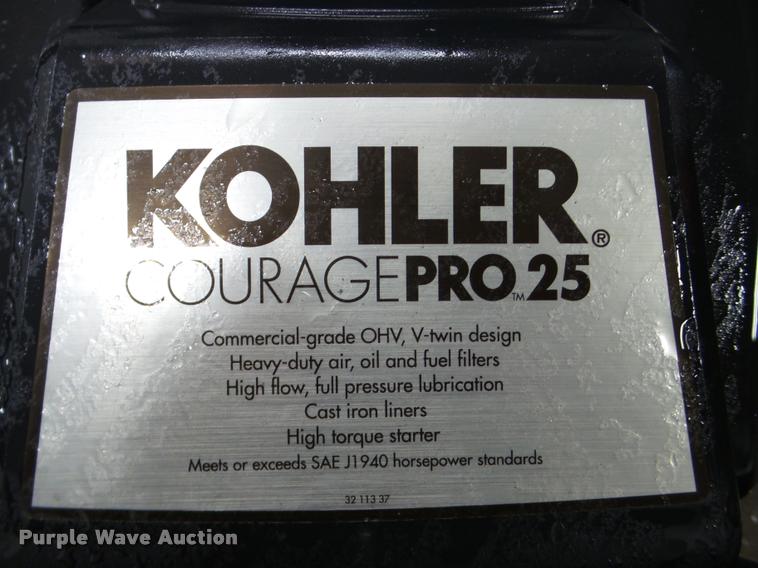 KOHLER®
COURAGEPRO™25
Commercial-grade OHV, V-twin design
Heavy-duty air, oil and fuel filters
High flow, full pressure lubrication
Cast iron liners
High torque starter
Meets or exceeds SAE J1940 horsepower standards
32 113 37
Purple Wave Auction